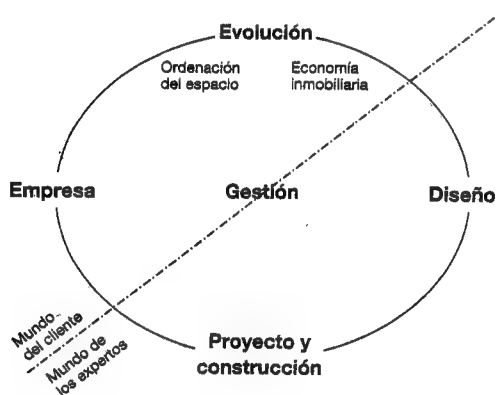 Evolución
Ordenación
del espacio
Economía
inmobiliaria
Empresa
Gestión
Diseño
Mundo
del cliente
Mundo de
los expertos
Proyecto y
construcción